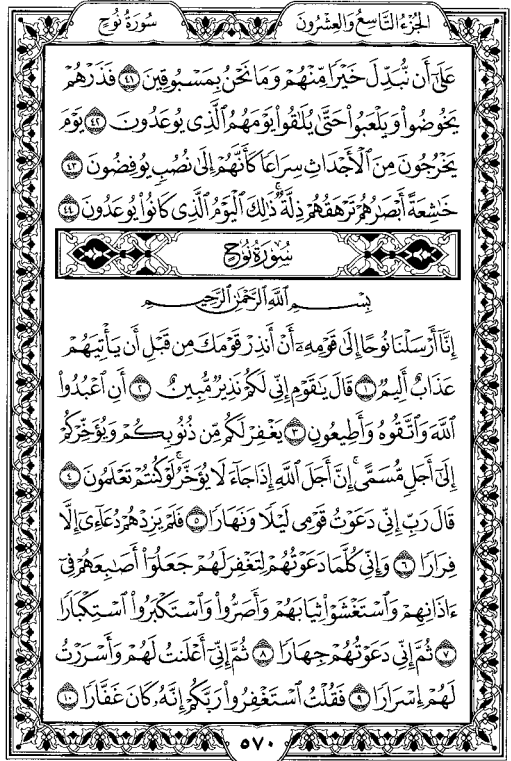 سُورَةُ نُوحٍ
الجُزْءُ التَّاسِعُ وَالعِشْرُونَ
عَلَىٰٓ أَن نُّبَدِّلَ خَيْرًا مِّنْهُمْ وَمَا نَحْنُ بِمَسْبُوقِينَ ٤١ فَذَرْهُمْ
يَخُوضُوا۟ وَيَلْعَبُوا۟ حَتَّىٰ يُلَٰقُوا۟ يَوْمَهُمُ ٱلَّذِى يُوعَدُونَ ٤٢ يَوْمَ
يَخْرُجُونَ مِنَ ٱلْأَجْدَاثِ سِرَاعًا كَأَنَّهُمْ إِلَىٰ نُصُبٍ يُوفِضُونَ ٤٣
خَٰشِعَةً أَبْصَٰرُهُمْ تَرْهَقُهُمْ ذِلَّةٌ ۚ ذَٰلِكَ ٱلْيَوْمُ ٱلَّذِى كَانُوا۟ يُوعَدُونَ ٤٤
سُورَةُ نُوحٍ
بِسْمِ ٱللَّهِ ٱلرَّحْمَٰنِ ٱلرَّحِيمِ
إِنَّآ أَرْسَلْنَا نُوحًا إِلَىٰ قَوْمِهِۦٓ أَنْ أَنذِرْ قَوْمَكَ مِن قَبْلِ أَن يَأْتِيَهُمْ
عَذَابٌ أَلِيمٌ ١ قَالَ يَٰقَوْمِ إِنِّى لَكُمْ نَذِيرٌ مُّبِينٌ ٢ أَنِ ٱعْبُدُوا۟
ٱللَّهَ وَٱتَّقُوهُ وَأَطِيعُونِ ٣ يَغْفِرْ لَكُم مِّن ذُنُوبِكُمْ وَيُؤَخِّرْكُمْ
إِلَىٰٓ أَجَلٍ مُّسَمًّى ۚ إِنَّ أَجَلَ ٱللَّهِ إِذَا جَآءَ لَا يُؤَخَّرُ ۖ لَوْ كُنتُمْ تَعْلَمُونَ ٤
قَالَ رَبِّ إِنِّى دَعَوْتُ قَوْمِى لَيْلًا وَنَهَارًا ٥ فَلَمْ يَزِدْهُمْ دُعَآءِىٓ إِلَّا
فِرَارًا ٦ وَإِنِّى كُلَّمَا دَعَوْتُهُمْ لِتَغْفِرَ لَهُمْ جَعَلُوٓا۟ أَصَٰبِعَهُمْ فِىٓ
ءَاذَانِهِمْ وَٱسْتَغْشَوْا۟ ثِيَابَهُمْ وَأَصَرُّوا۟ وَٱسْتَكْبَرُوا۟ ٱسْتِكْبَارًا
٧ ثُمَّ إِنِّى دَعَوْتُهُمْ جِهَارًا ٨ ثُمَّ إِنِّىٓ أَعْلَنتُ لَهُمْ وَأَسْرَرْتُ
لَهُمْ إِسْرَارًا ٩ فَقُلْتُ ٱسْتَغْفِرُوا۟ رَبَّكُمْ إِنَّهُۥ كَانَ غَفَّارًا ١٠
٥٧٠